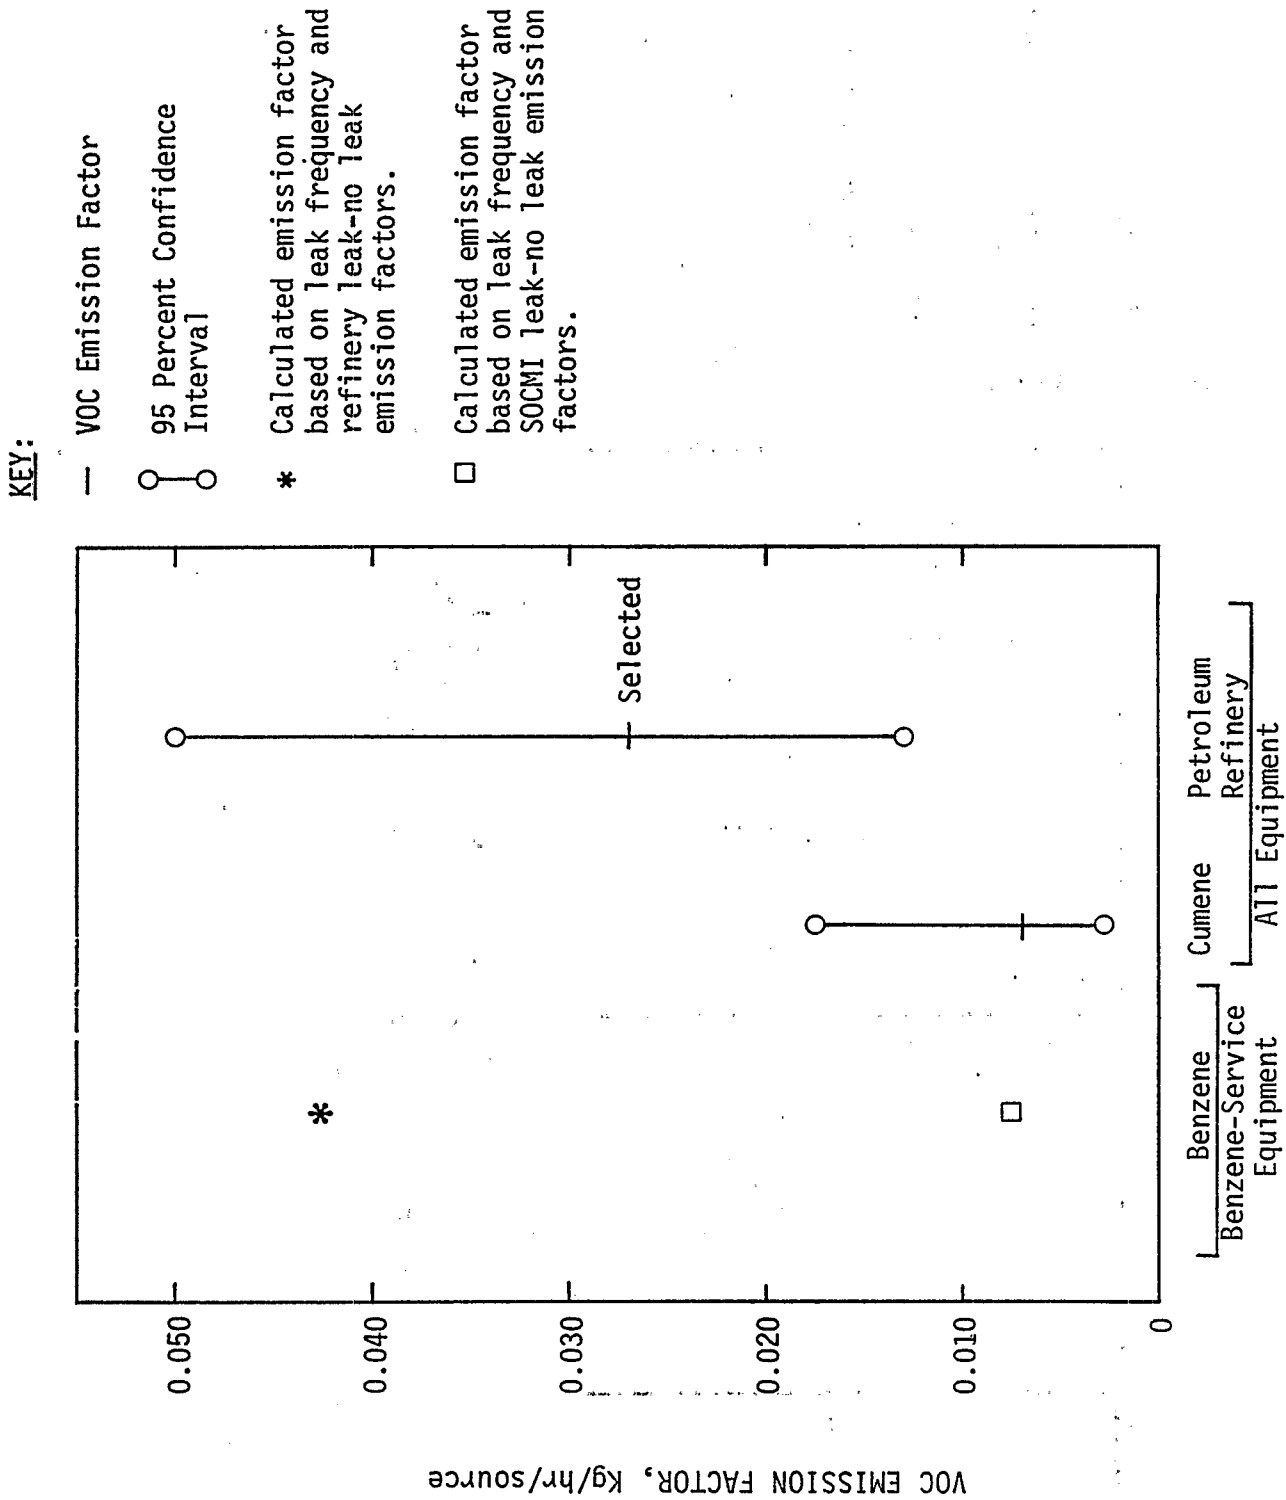 KEY:
VOC Emission Factor
95 Percent Confidence
Interval
* Calculated emission factor
based on leak frequency and
refinery leak-no leak
emission factors.
Calculated emission factor
based on leak frequency and
SOCMI leak-no leak emission
factors.
VOC EMISSION FACTOR, Kg/hr/source
0.050
0.040
0.030
0.020
0.010
0
*
Selected
Benzene
Benzene-Service
Equipment
Cumene
Petroleum
Refinery
All Equipment